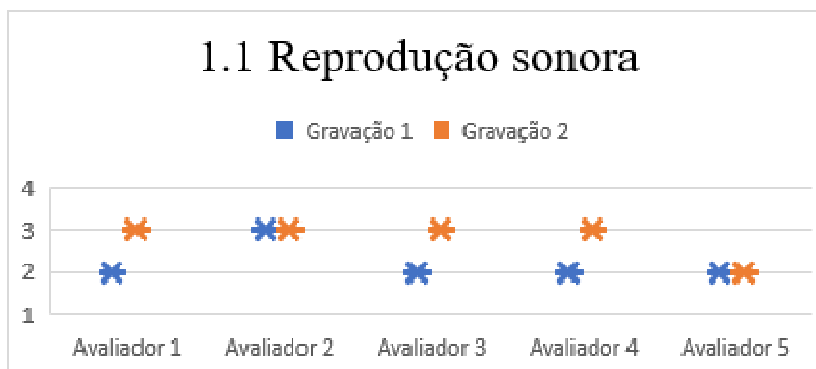 1.1 Reprodução sonora
Gravação 1 Gravação 2
4
3
2
1
Avaliador 1 Avaliador 2 Avaliador 3 Avaliador 4 Avaliador 5